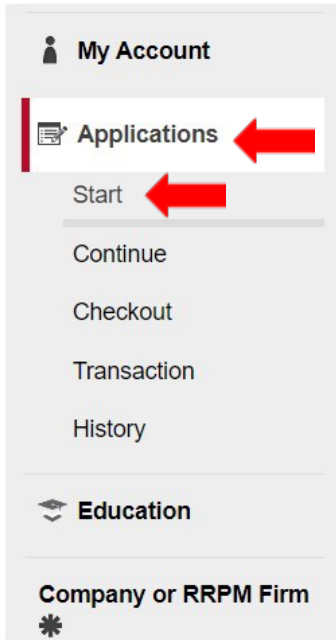 My Account
Applications
Start
Continue
Checkout
Transaction
History
Education
Company or RRPM Firm